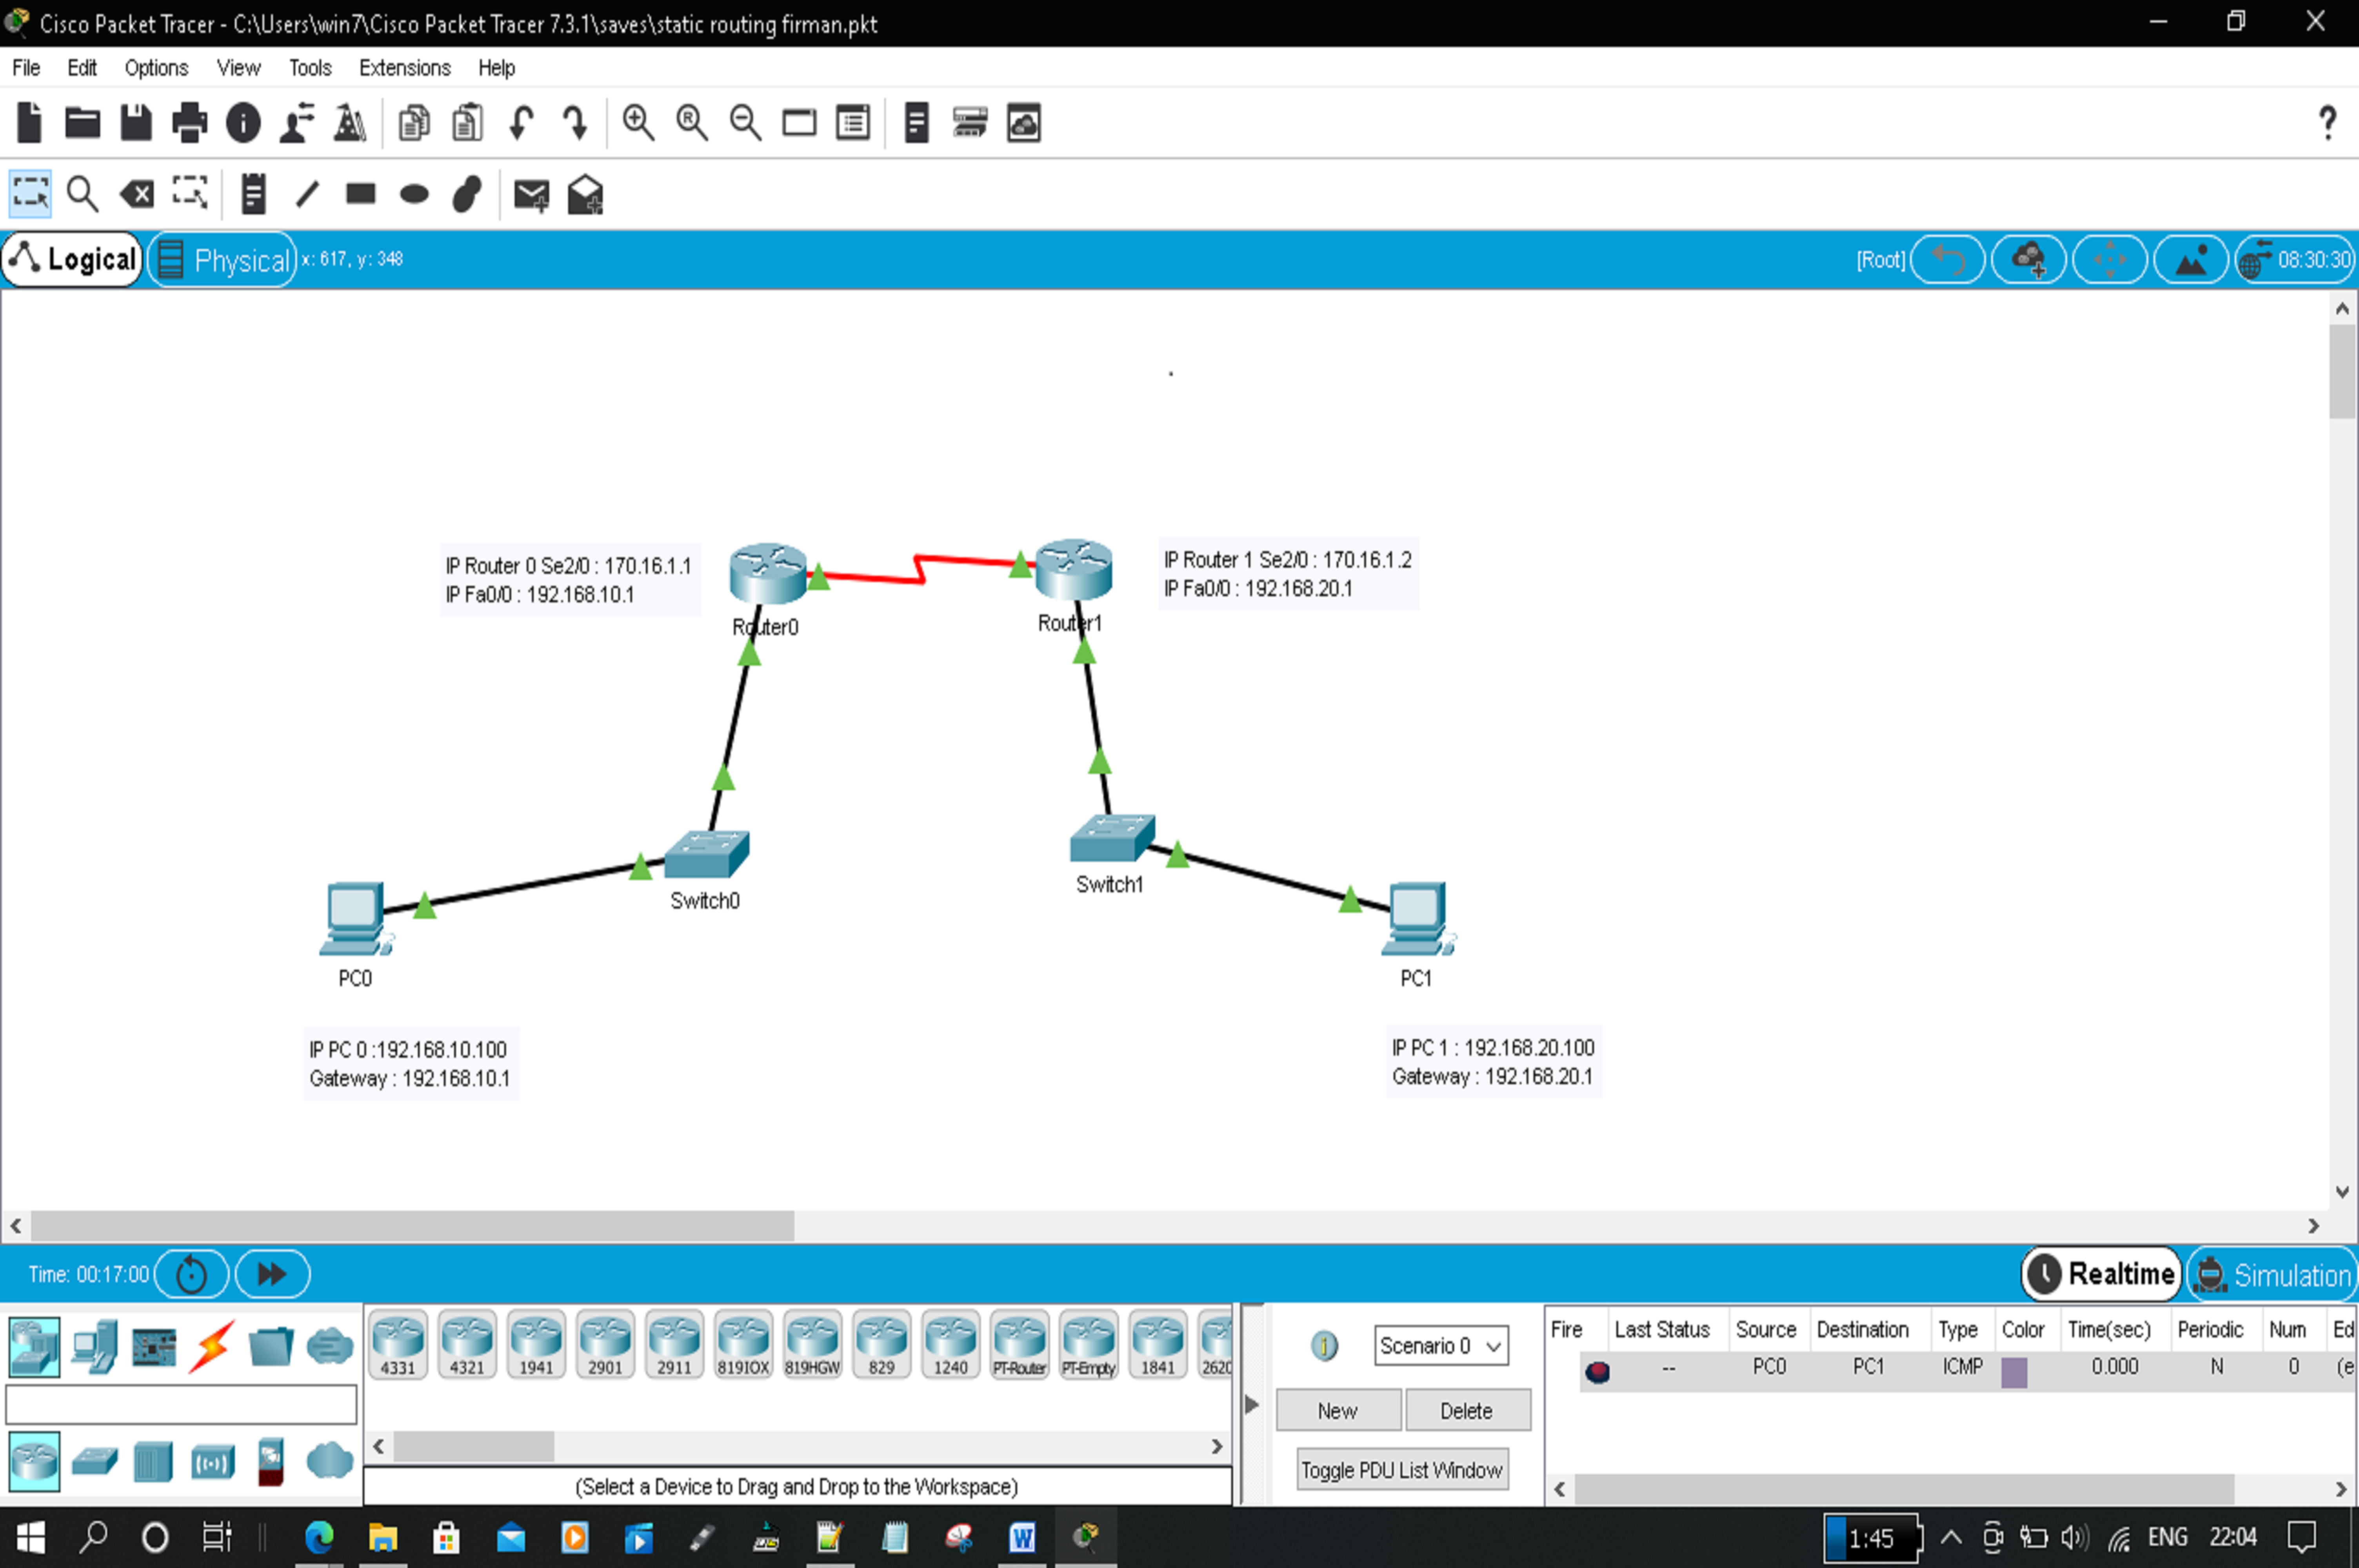 Cisco Packet Tracer - C:\Users\win7\Cisco Packet Tracer 7.3.1\saves\static routing firman.pkt
File Edit Options View Tools Extensions Help
Logical Physical x: 617, y: 348 [Root] 08:30:30
IP Router 0 Se2/0 : 170.16.1.1
IP Fa0/0 : 192.168.10.1
IP Router 1 Se2/0 : 170.16.1.2
IP Fa0/0 : 192.168.20.1
Router0
Router1
Switch0
Switch1
PC0
PC1
IP PC 0 :192.168.10.100
Gateway : 192.168.10.1
IP PC 1 : 192.168.20.100
Gateway : 192.168.20.1
Time: 00:17:00 Realtime Simulation
4331 4321 1941 2901 2911 819IOX 819HGW 829 1240 PT-Router PT-Empty 1841 2620
(Select a Device to Drag and Drop to the Workspace)
Scenario 0
New Delete
Toggle PDU List Window
Fire Last Status Source Destination Type Color Time(sec) Periodic Num Ed
-- PC0 PC1 ICMP 0.000 N 0 (e
1:45 ENG 22:04